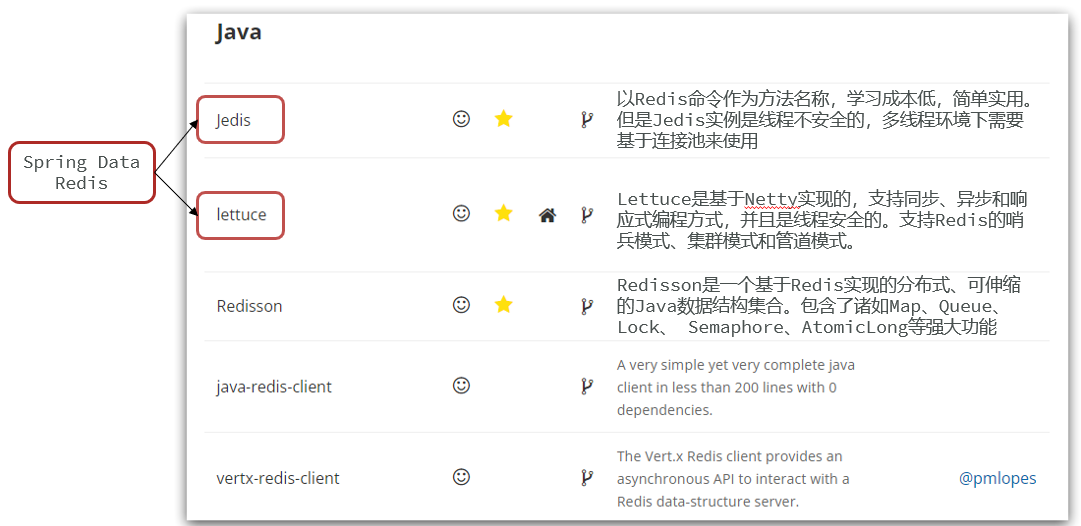 Java
Spring Data
Redis
Jedis
以Redis命令作为方法名称，学习成本低，简单实用。
但是Jedis实例是线程不安全的，多线程环境下需要
基于连接池来使用
lettuce
Lettuce是基于Netty实现的，支持同步、异步和响
应式编程方式，并且是线程安全的。支持Redis的哨
兵模式、集群模式和管道模式。
Redisson
Redisson是一个基于Redis实现的分布式、可伸缩
的Java数据结构集合。包含了诸如Map、Queue、
Lock、 Semaphore、AtomicLong等强大功能
java-redis-client
A very simple yet very complete java
client in less than 200 lines with 0
dependencies.
vertx-redis-client
The Vert.x Redis client provides an
asynchronous API to interact with a
Redis data-structure server.
@pmlopes